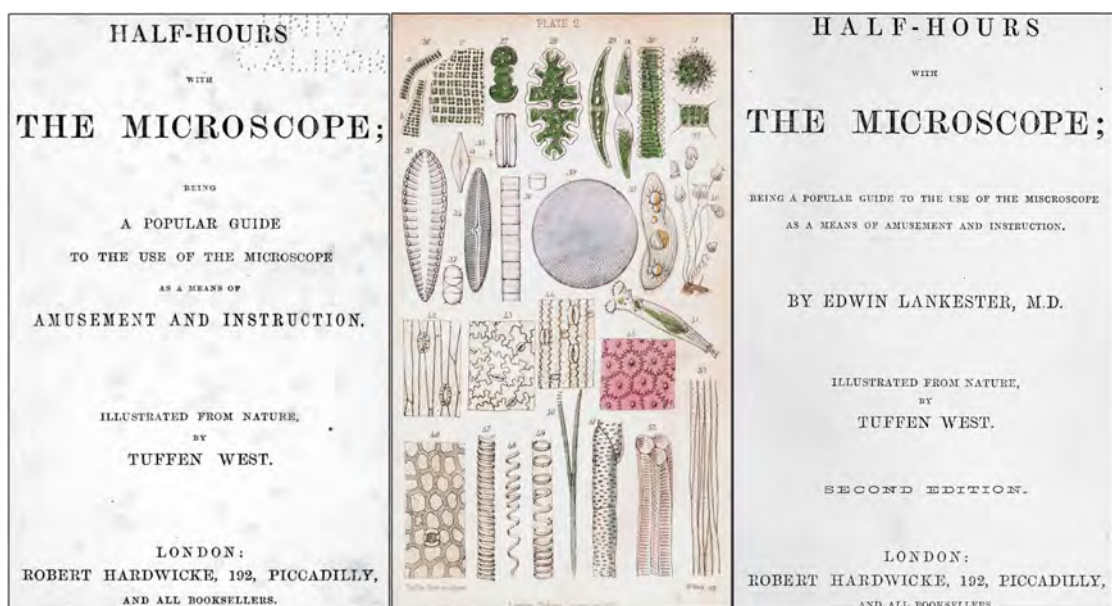 HALF-HOURS
WITH
THE MICROSCOPE;
BEING
A POPULAR GUIDE
TO THE USE OF THE MICROSCOPE
AS A MEANS OF
AMUSEMENT AND INSTRUCTION.
ILLUSTRATED FROM NATURE,
BY
TUFFEN WEST.
LONDON:
ROBERT HARDWICKE, 192, PICCADILLY,
AND ALL BOOKSELLERS.
PLATE 2
HALF-HOURS
WITH
THE MICROSCOPE;
BEING A POPULAR GUIDE TO THE USE OF THE MISCROSCOPE
AS A MEANS OF AMUSEMENT AND INSTRUCTION.
BY EDWIN LANKESTER, M.D.
ILLUSTRATED FROM NATURE,
BY
TUFFEN WEST.
SECOND EDITION.
LONDON:
ROBERT HARDWICKE, 192, PICCADILLY,
AND ALL BOOKSELLERS